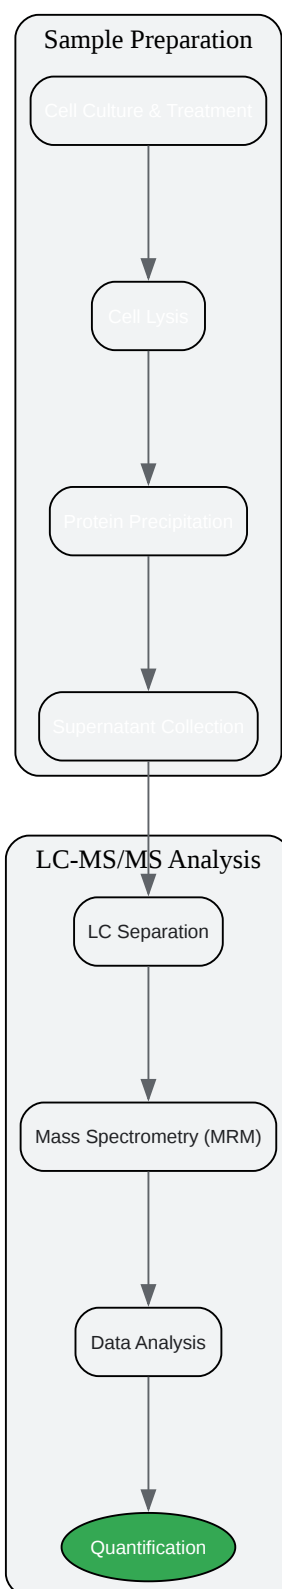 Sample Preparation
Cell Culture & Treatment
Cell Lysis
Protein Precipitation
Supernatant Collection
LC-MS/MS Analysis
LC Separation
Mass Spectrometry (MRM)
Data Analysis
Quantification